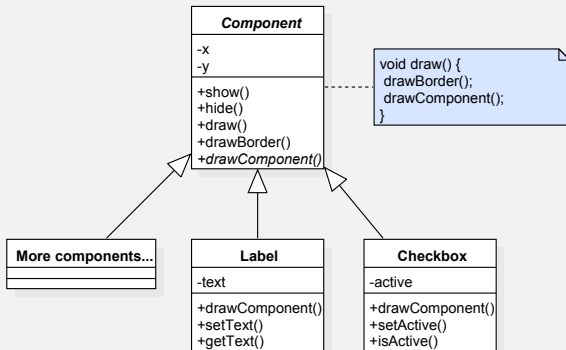 Component
-x
-y
+show()
+hide()
+draw()
+drawBorder()
+drawComponent()
void draw() {
drawBorder();
drawComponent();
}
More components...
Label
-text
+drawComponent()
+setText()
+getText()
Checkbox
-active
+drawComponent()
+setActive()
+isActive()